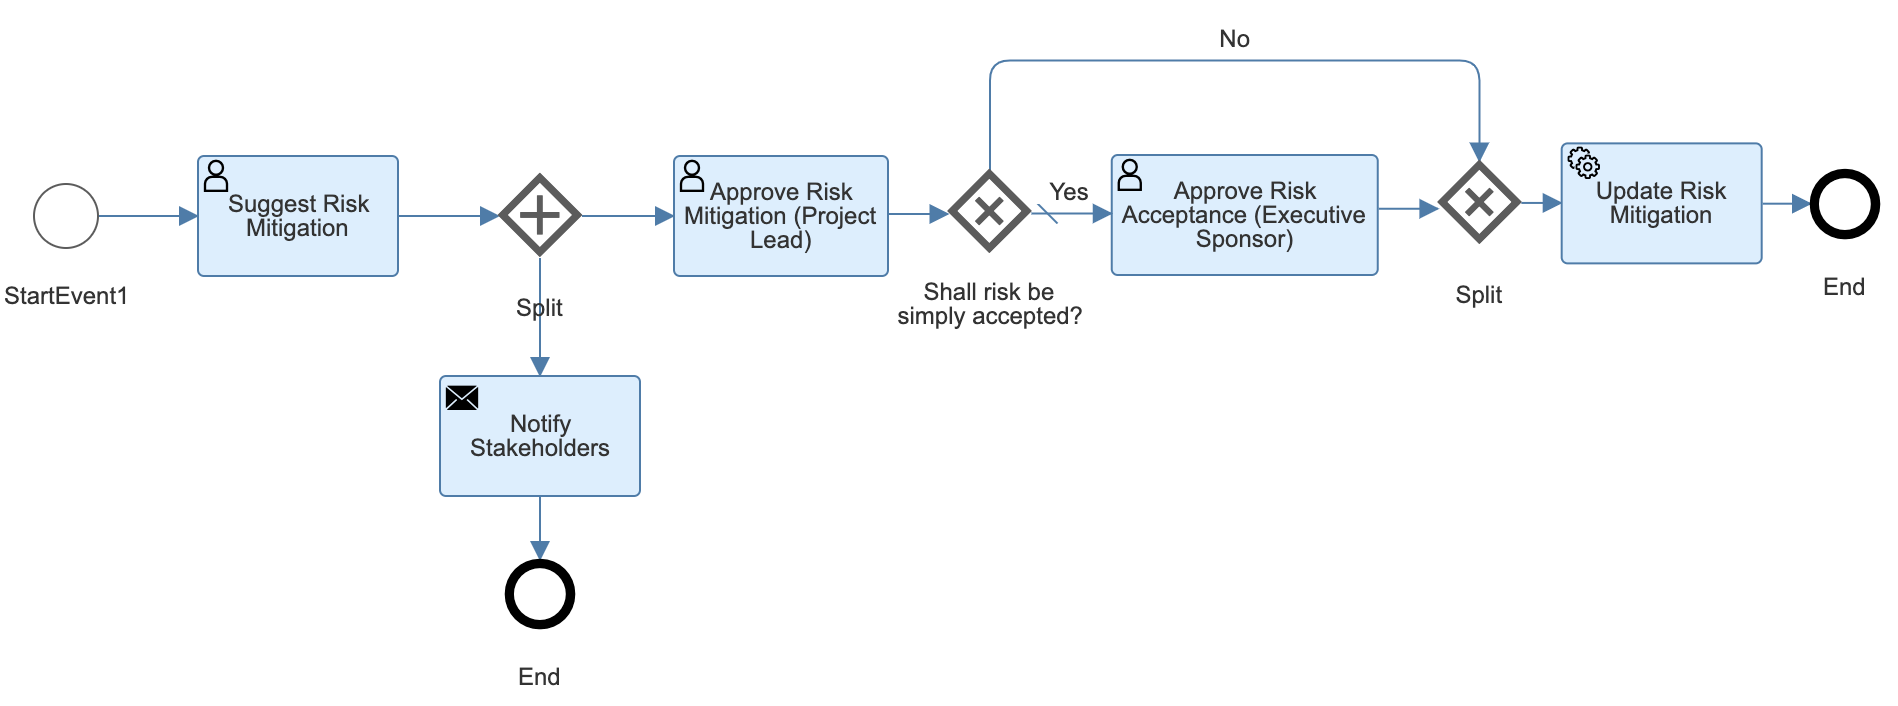 No
StartEvent1
Suggest Risk
Mitigation
Split
Notify
Stakeholders
End
Approve Risk
Mitigation (Project
Lead)
Shall risk be
simply accepted?
Yes
Approve Risk
Acceptance (Executive
Sponsor)
Split
Update Risk
Mitigation
End